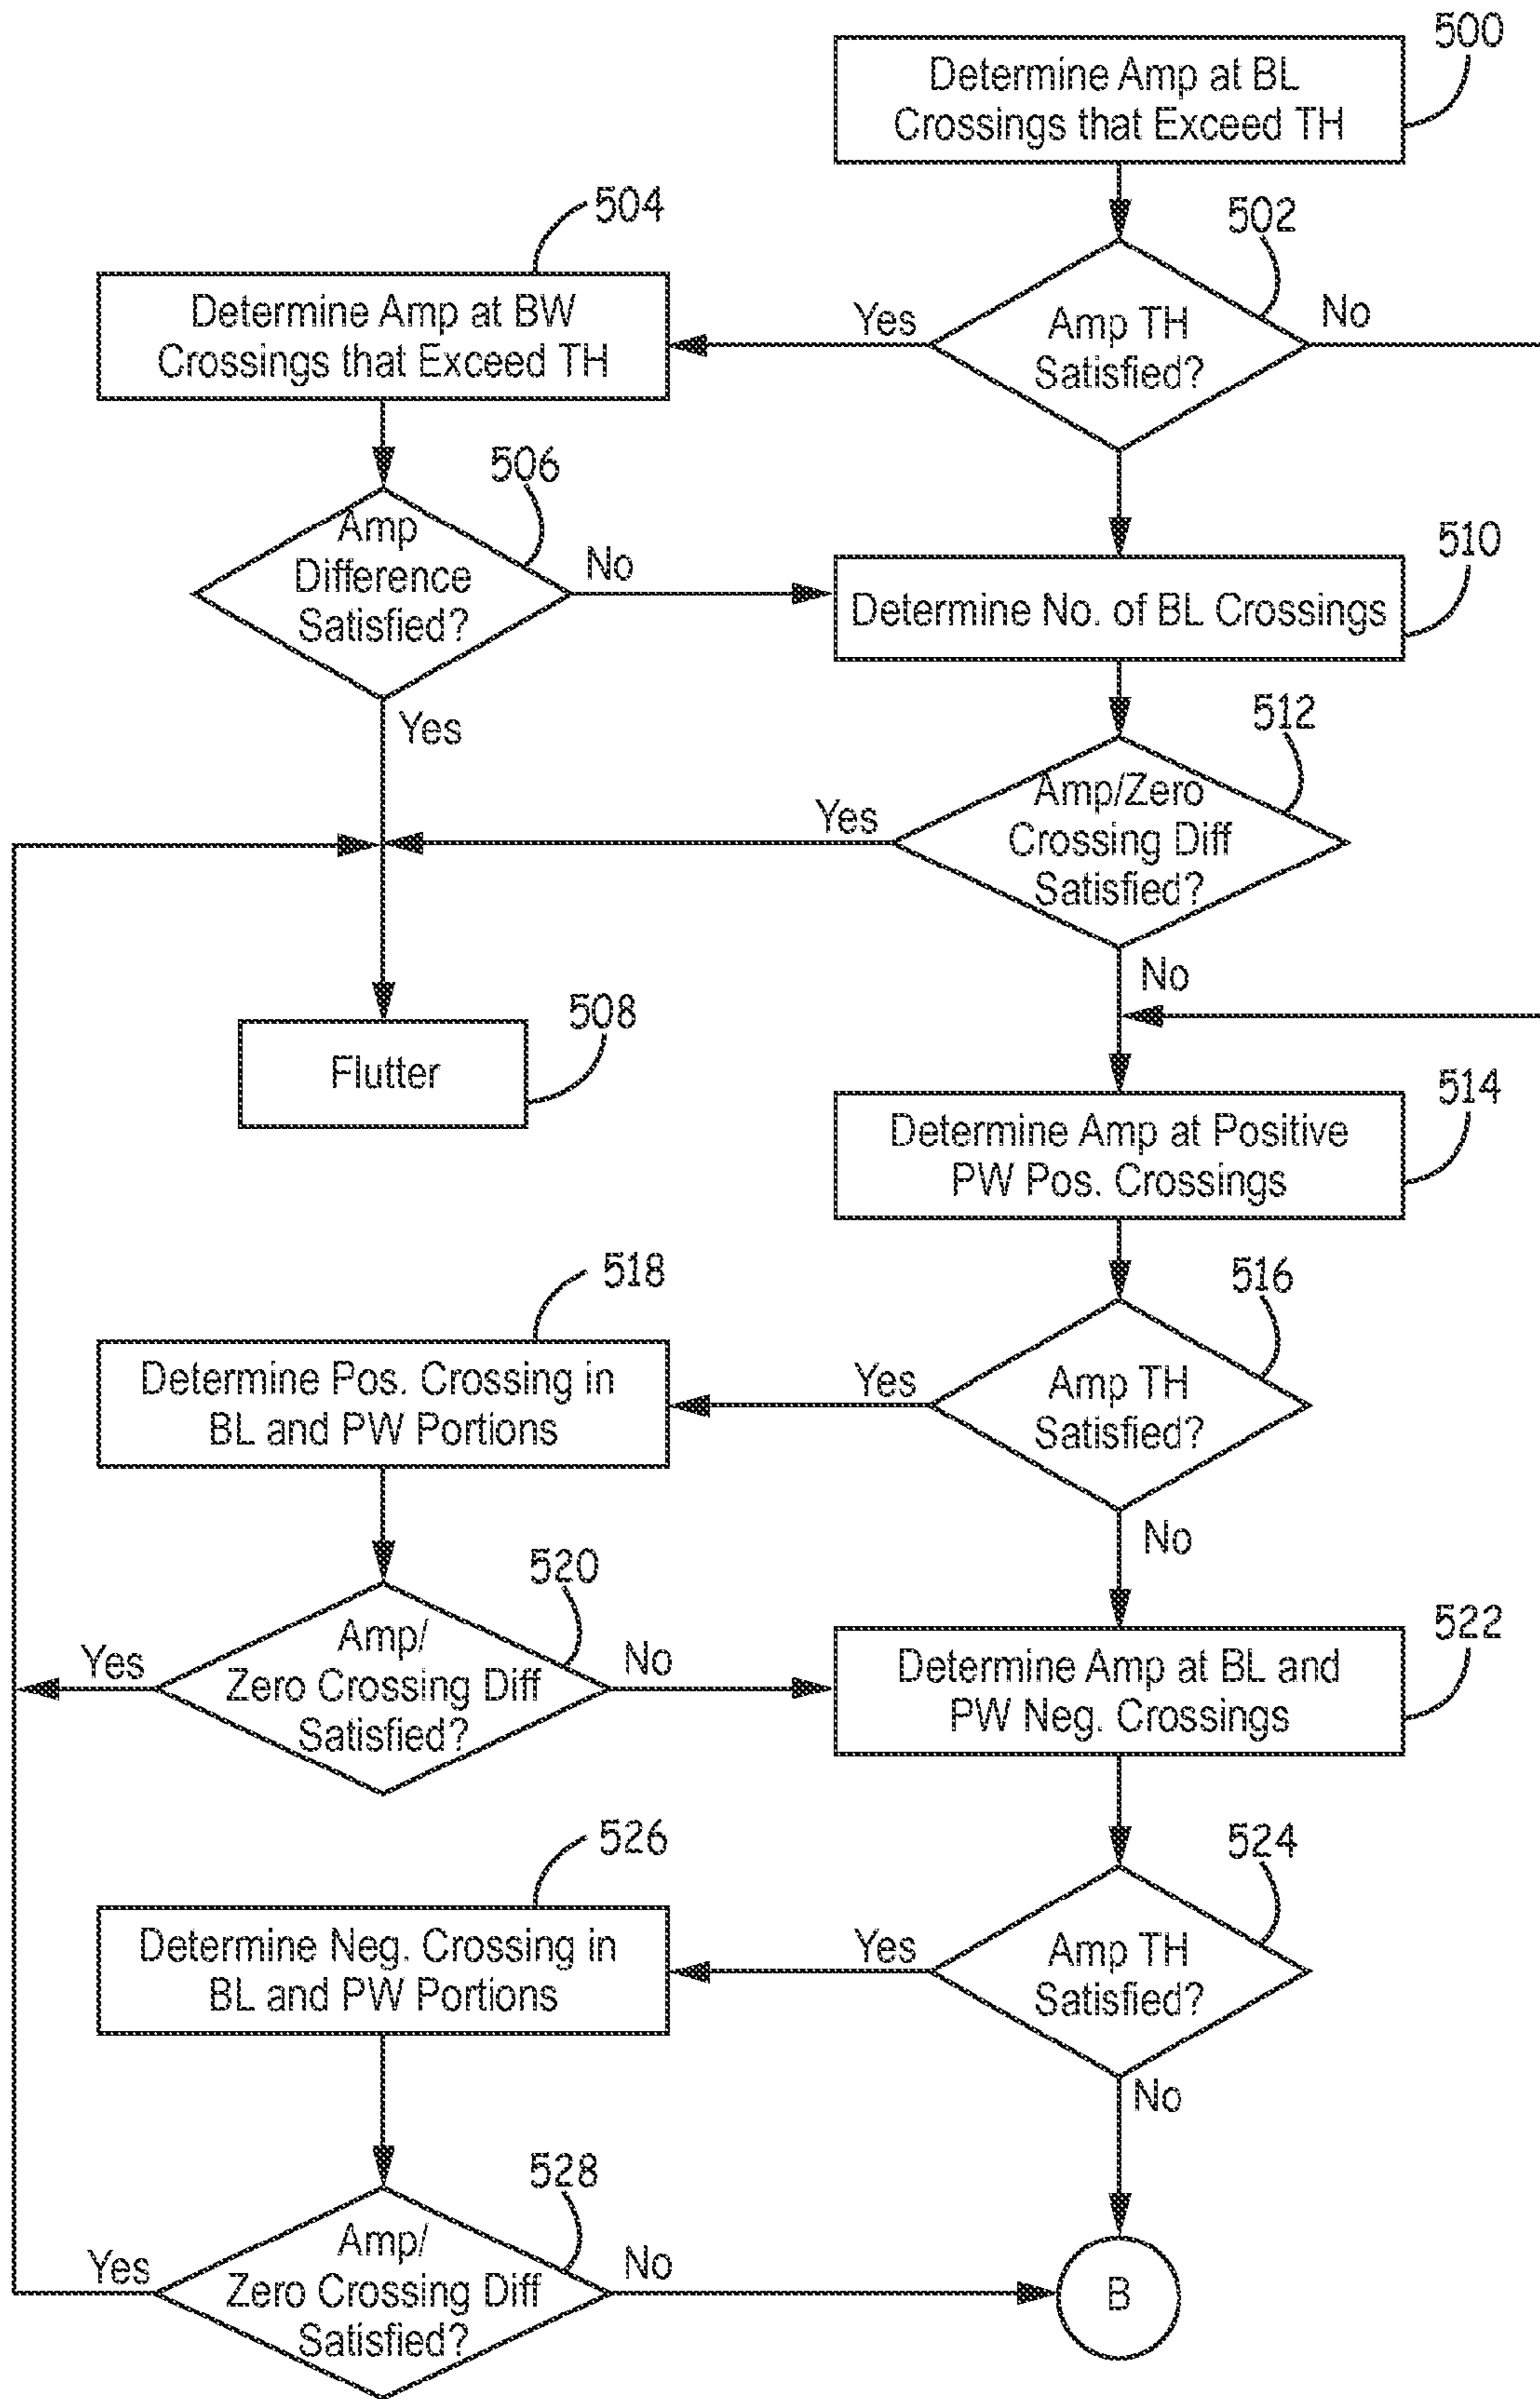 500
Determine Amp at BL
Crossings that Exceed TH
504
502
Determine Amp at BW
Crossings that Exceed TH
Yes
Amp TH
Satisfied?
No
506
Amp
Difference
Satisfied?
No
510
Determine No. of BL Crossings
Yes
512
Yes
Amp/Zero
Crossing Diff
Satisfied?
No
508
Flutter
514
Determine Amp at Positive
PW Pos. Crossings
518
516
Determine Pos. Crossing in
BL and PW Portions
Yes
Amp TH
Satisfied?
No
520
Yes
Amp/
Zero Crossing Diff
Satisfied?
No
522
Determine Amp at BL and
PW Neg. Crossings
526
524
Determine Neg. Crossing in
BL and PW Portions
Yes
Amp TH
Satisfied?
No
528
Yes
Amp/
Zero Crossing Diff
Satisfied?
No
B